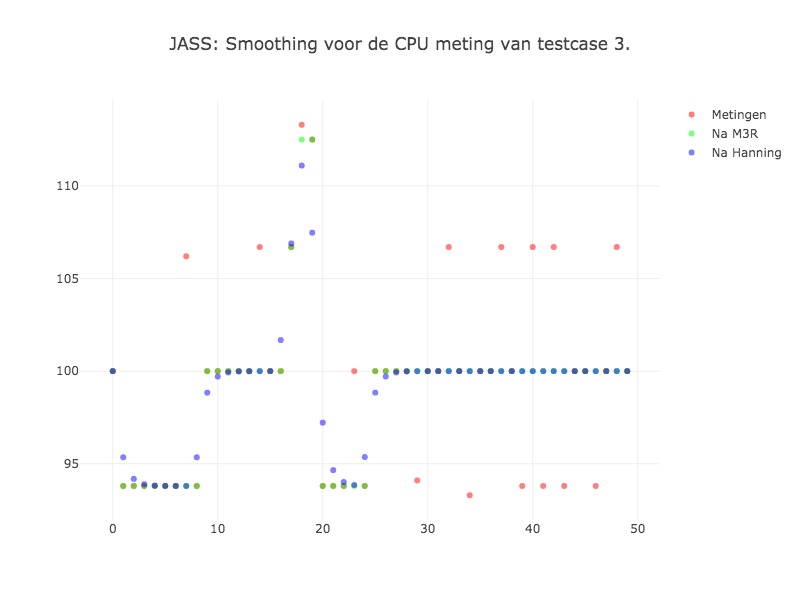 JASS: Smoothing voor de CPU meting van testcase 3.
Metingen
Na M3R
Na Hanning
110
105
100
95
0
10
20
30
40
50